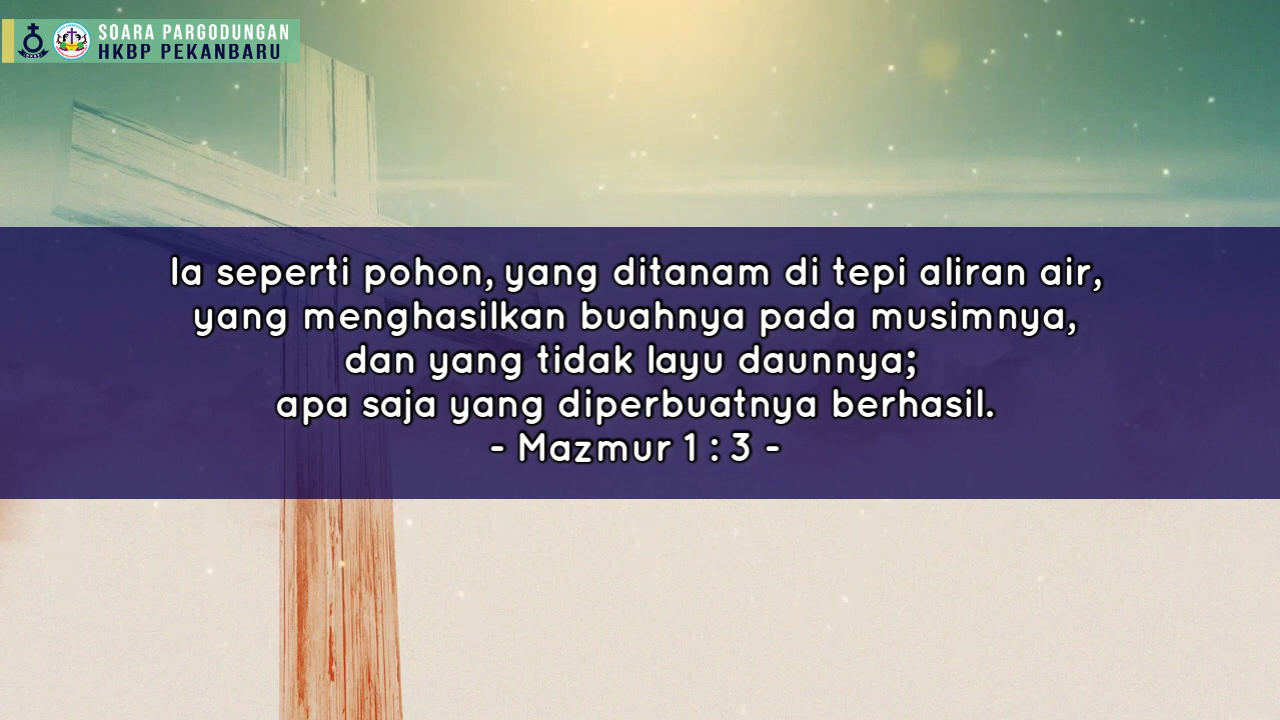 SOARA PARGODUNGAN
HKBP PEKANBARU
Ia seperti pohon, yang ditanam di tepi aliran air,
yang menghasilkan buahnya pada musimnya,
dan yang tidak layu daunnya;
apa saja yang diperbuatnya berhasil.
- Mazmur 1 : 3 -